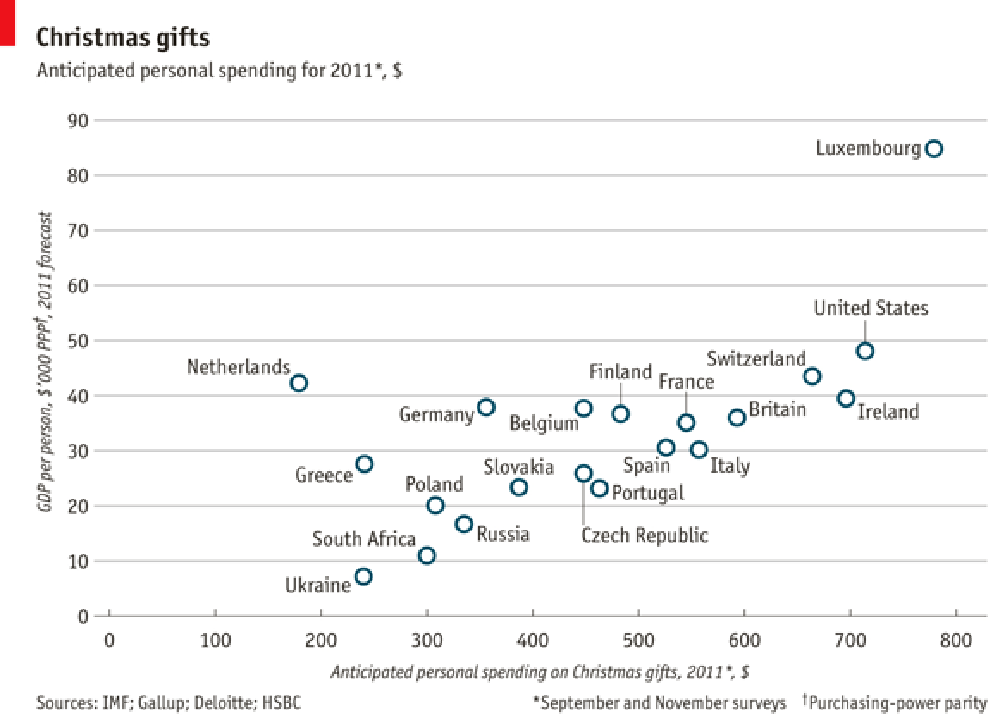 Christmas gifts
Anticipated personal spending for 2011*, $
GDP per person, $'000 PPP†, 2011 forecast
90
80
70
60
50
40
30
20
10
0
Luxembourg
United States
Switzerland
Netherlands
Finland
France
Germany
Belgium
Britain
Ireland
Greece
Slovakia
Spain
Italy
Poland
Portugal
South Africa
Russia
Czech Republic
Ukraine
0 100 200 300 400 500 600 700 800
Anticipated personal spending on Christmas gifts, 2011*, $
Sources: IMF; Gallup; Deloitte; HSBC
*September and November surveys †Purchasing-power parity